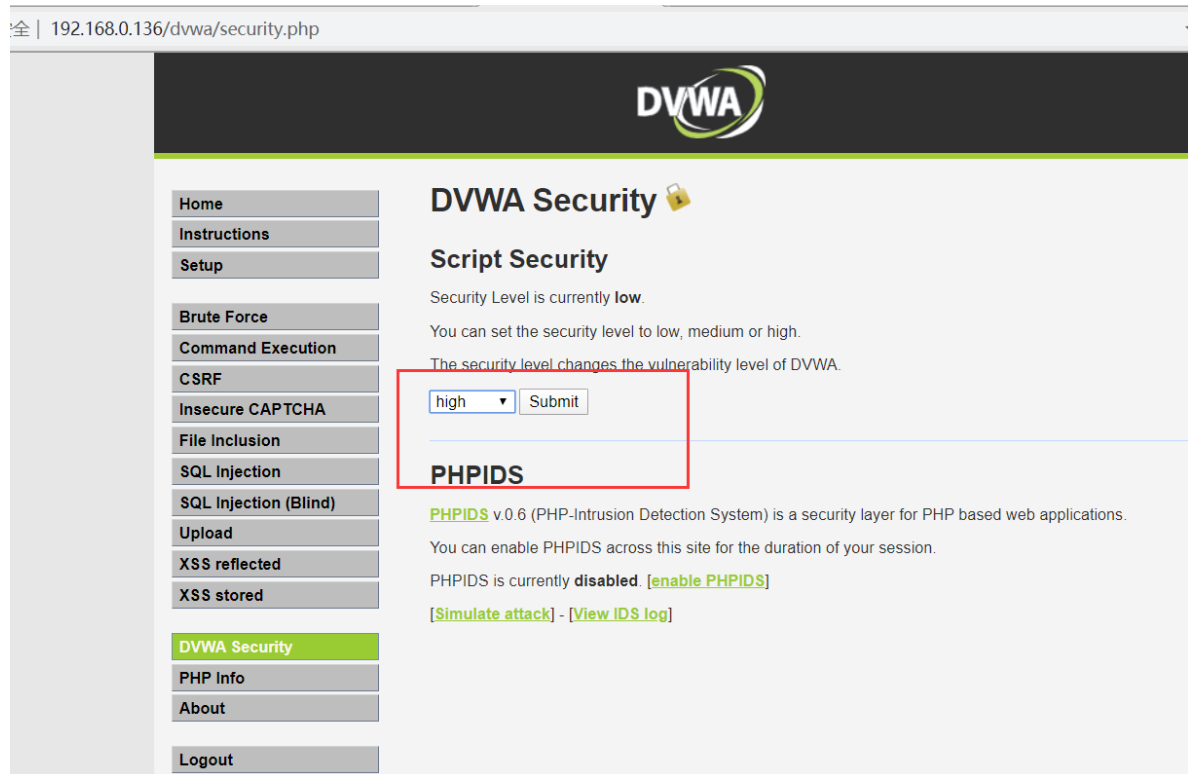 全 | 192.168.0.136/dvwa/security.php
DVWA
Home
Instructions
Setup
Brute Force
Command Execution
CSRF
Insecure CAPTCHA
File Inclusion
SQL Injection
SQL Injection (Blind)
Upload
XSS reflected
XSS stored
DVWA Security
PHP Info
About
Logout
DVWA Security
Script Security
Security Level is currently low.
You can set the security level to low, medium or high.
The security level changes the vulnerability level of DVWA.
high Submit
PHPIDS
PHPIDS v.0.6 (PHP-Intrusion Detection System) is a security layer for PHP based web applications.
You can enable PHPIDS across this site for the duration of your session.
PHPIDS is currently disabled. [enable PHPIDS]
[Simulate attack] - [View IDS log]